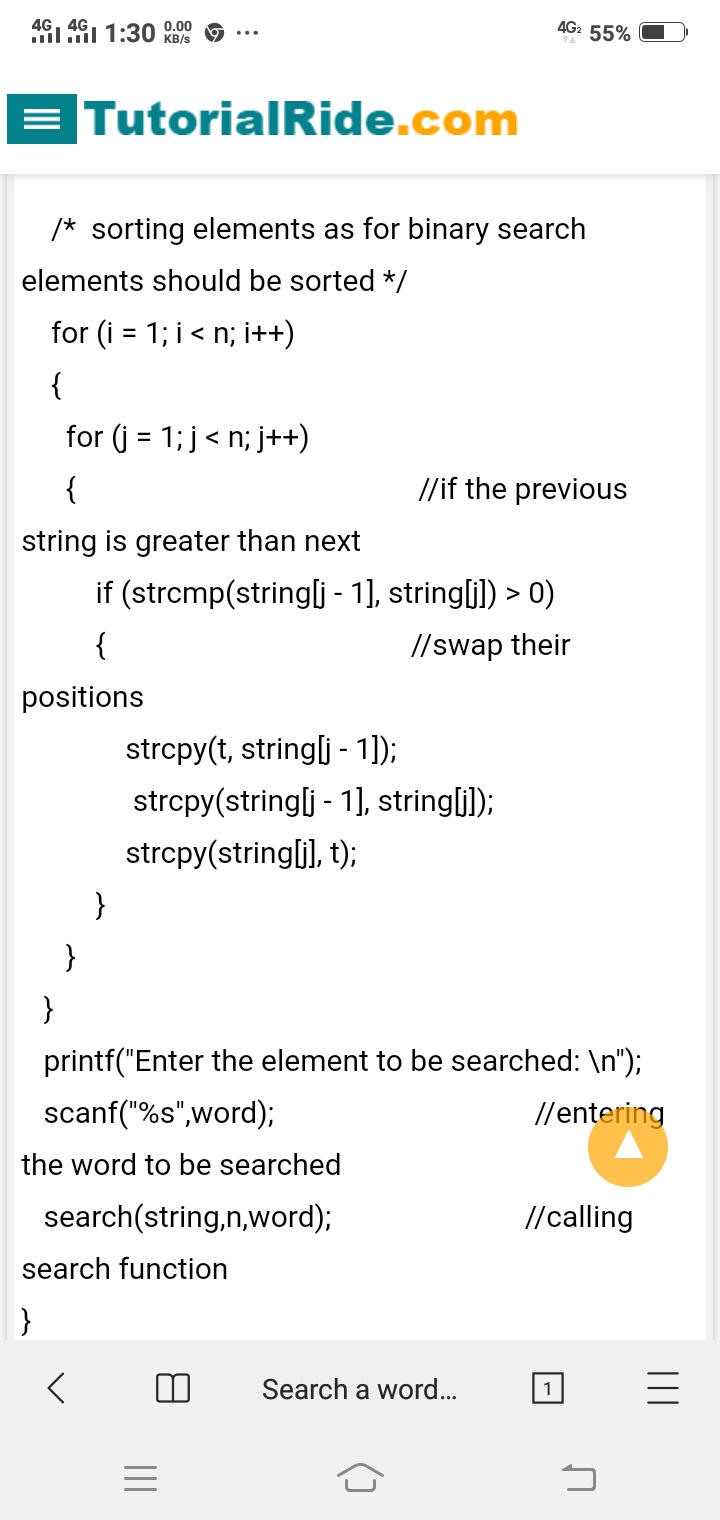 4G 4G 1:30 0.00 KB/s ... 4G2 55%
TutorialRide.com
/* sorting elements as for binary search
elements should be sorted */
for (i = 1; i < n; i++)
{
for (j = 1; j < n; j++)
{ //if the previous
string is greater than next
if (strcmp(string[j - 1], string[j]) > 0)
{ //swap their
positions
strcpy(t, string[j - 1]);
strcpy(string[j - 1], string[j]);
strcpy(string[j], t);
}
}
}
printf("Enter the element to be searched: \n");
scanf("%s",word); //entering
the word to be searched
search(string,n,word); //calling
search function
}
Search a word... 1